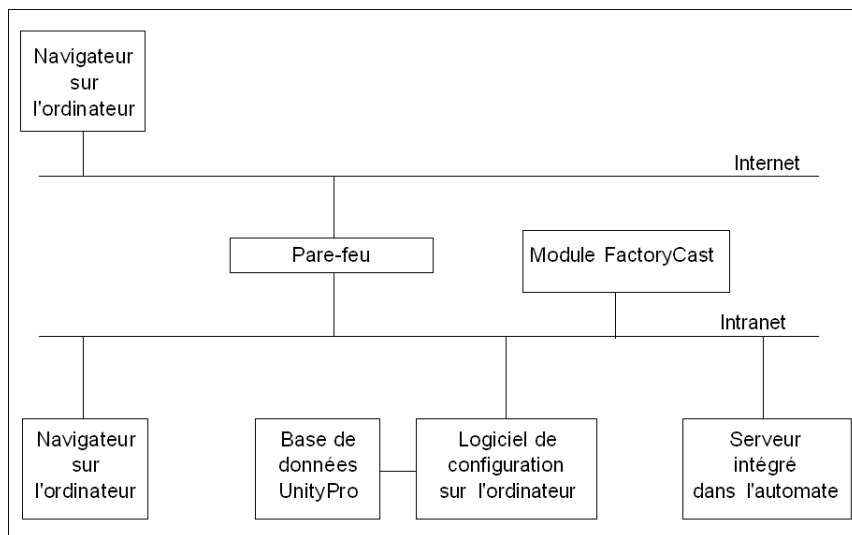 Navigateur
sur
l'ordinateur
Internet
Pare-feu
Module FactoryCast
Intranet
Navigateur
sur
l'ordinateur
Base de
données
UnityPro
Logiciel de
configuration
sur l'ordinateur
Serveur
intégré
dans l'automate